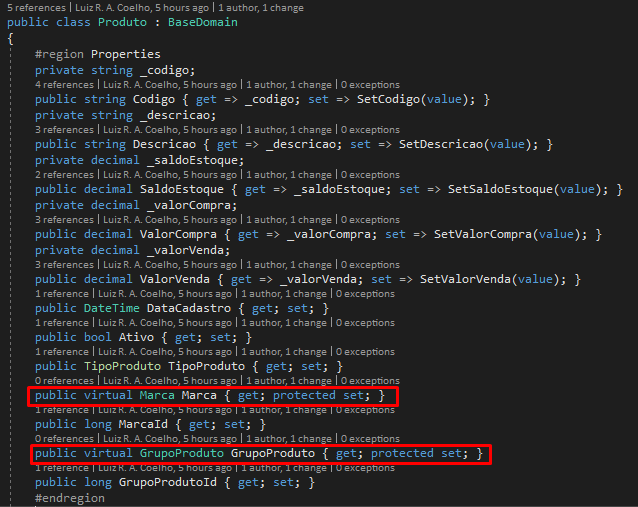 5 references | Luiz R. A. Coelho, 5 hours ago | 1 author, 1 change
public class Produto : BaseDomain
{
#region Properties
private string _codigo;
4 references | Luiz R. A. Coelho, 5 hours ago | 1 author, 1 change | 0 exceptions
public string Codigo { get => _codigo; set => SetCodigo(value); }
private string _descricao;
3 references | Luiz R. A. Coelho, 5 hours ago | 1 author, 1 change | 0 exceptions
public string Descricao { get => _descricao; set => SetDescricao(value); }
private decimal _saldoEstoque;
2 references | Luiz R. A. Coelho, 5 hours ago | 1 author, 1 change | 0 exceptions
public decimal SaldoEstoque { get => _saldoEstoque; set => SetSaldoEstoque(value); }
private decimal _valorCompra;
3 references | Luiz R. A. Coelho, 5 hours ago | 1 author, 1 change | 0 exceptions
public decimal ValorCompra { get => _valorCompra; set => SetValorCompra(value); }
private decimal _valorVenda;
3 references | Luiz R. A. Coelho, 5 hours ago | 1 author, 1 change | 0 exceptions
public decimal ValorVenda { get => _valorVenda; set => SetValorVenda(value); }
1 reference | Luiz R. A. Coelho, 5 hours ago | 1 author, 1 change | 0 exceptions
public DateTime DataCadastro { get; set; }
1 reference | Luiz R. A. Coelho, 5 hours ago | 1 author, 1 change | 0 exceptions
public bool Ativo { get; set; }
1 reference | Luiz R. A. Coelho, 5 hours ago | 1 author, 1 change | 0 exceptions
public TipoProduto TipoProduto { get; set; }
0 references | Luiz R. A. Coelho, 5 hours ago | 1 author, 1 change | 0 exceptions
public virtual Marca Marca { get; protected set; }
1 reference | Luiz R. A. Coelho, 5 hours ago | 1 author, 1 change | 0 exceptions
public long MarcaId { get; set; }
0 references | Luiz R. A. Coelho, 5 hours ago | 1 author, 1 change | 0 exceptions
public virtual GrupoProduto GrupoProduto { get; protected set; }
1 reference | Luiz R. A. Coelho, 5 hours ago | 1 author, 1 change | 0 exceptions
public long GrupoProdutoId { get; set; }
#endregion